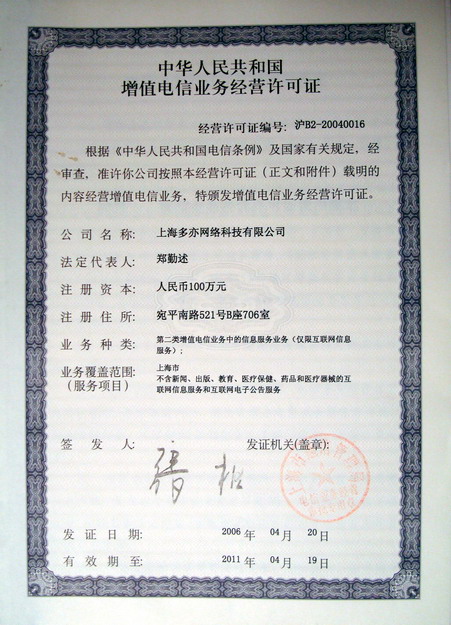 中华人民共和国
增值电信业务经营许可证
经营许可证编号: 沪B2-20040016
根据《中华人民共和国电信条例》及国家有关规定, 经
审查, 准许你公司按照本经营许可证（正文和附件）载明的
内容经营增值电信业务, 特颁发增值电信业务经营许可证。
公司名称: 上海多亦网络科技有限公司
法定代表人: 郑勤述
注册资本: 人民币100万元
注册住所: 宛平南路521号B座706室
业务种类: 第二类增值电信业务中的信息服务业务（仅限互联网信息
服务）;
业务覆盖范围: 上海市
（服务项目） 不含新闻、出版、教育、医疗保健、药品和医疗器械的互
联网信息服务和互联网电子公告服务
签发人: 发证机关(盖章):
发证日期: 2006 年 04 月 20 日
有效期至: 2011 年 04 月 19 日